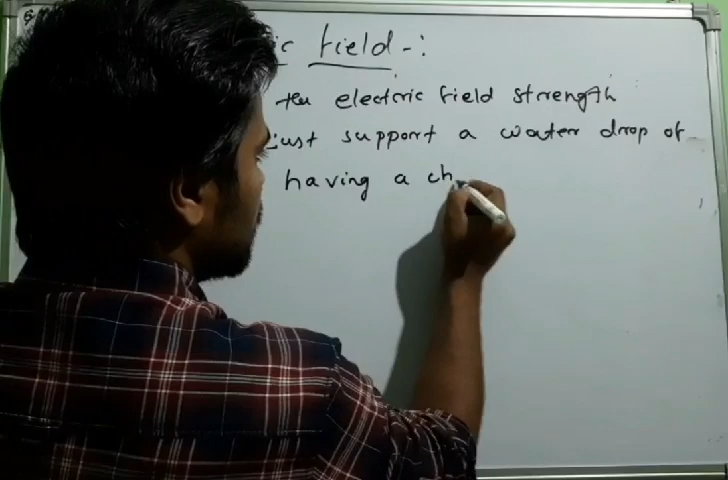 ic Field -:
the electric field strength
just support a water drop of
having a ch